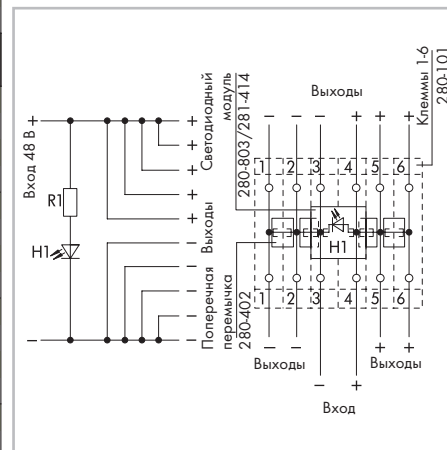 Вход 48 В +
R1
H1
−
+
+
+
+
+
−
−
−
−
−
Светодиодный
модуль
280-803/281-414
Выходы
Поперечная
перемычка
280-402
Выходы
− − − + + +
Клеммы 1-6
280-101
1 2 3 4 5 6
H1
1 2 3 4 5 6
Выходы Выходы
− − + +
− +
Вход